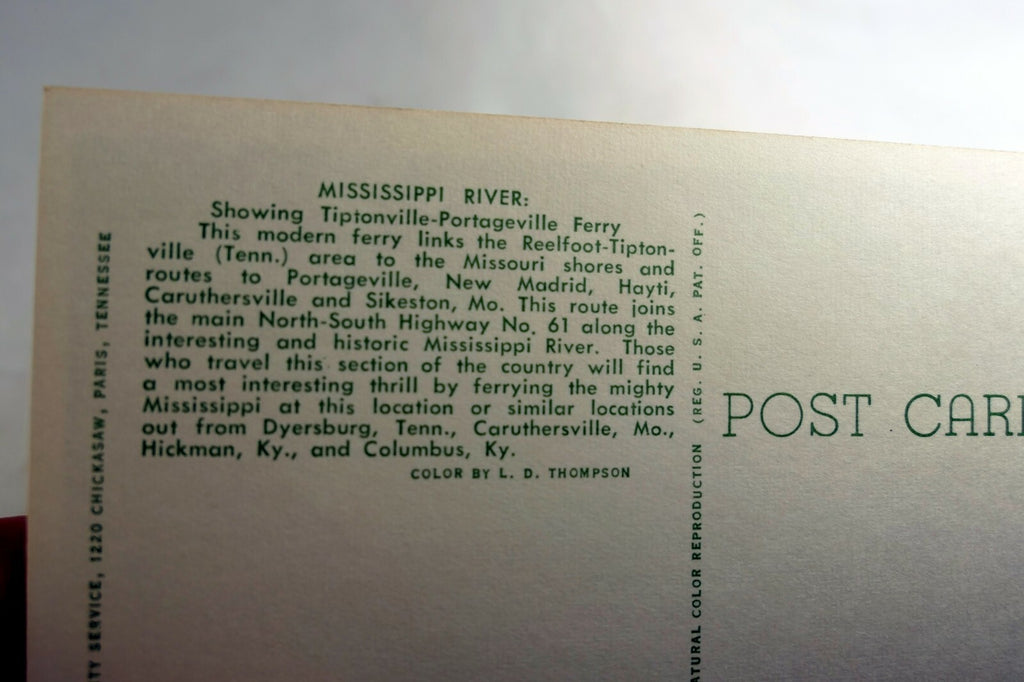 MISSISSIPPI RIVER:
Showing Tiptonville-Portageville Ferry
This modern ferry links the Reelfoot-Tipton-
ville (Tenn.) area to the Missouri shores and
routes to Portageville, New Madrid, Hayti,
Caruthersville and Sikeston, Mo. This route joins
the main North-South Highway No. 61 along the
interesting and historic Mississippi River. Those
who travel this section of the country will find
a most interesting thrill by ferrying the mighty
Mississippi at this location or similar locations
out from Dyersburg, Tenn., Caruthersville, Mo.,
Hickman, Ky., and Columbus, Ky.
COLOR BY L. D. THOMPSON
TY SERVICE, 1220 CHICKASAW, PARIS, TENNESSEE
ATURAL COLOR REPRODUCTION (REG. U. S. A. PAT. OFF.)
POST CAR